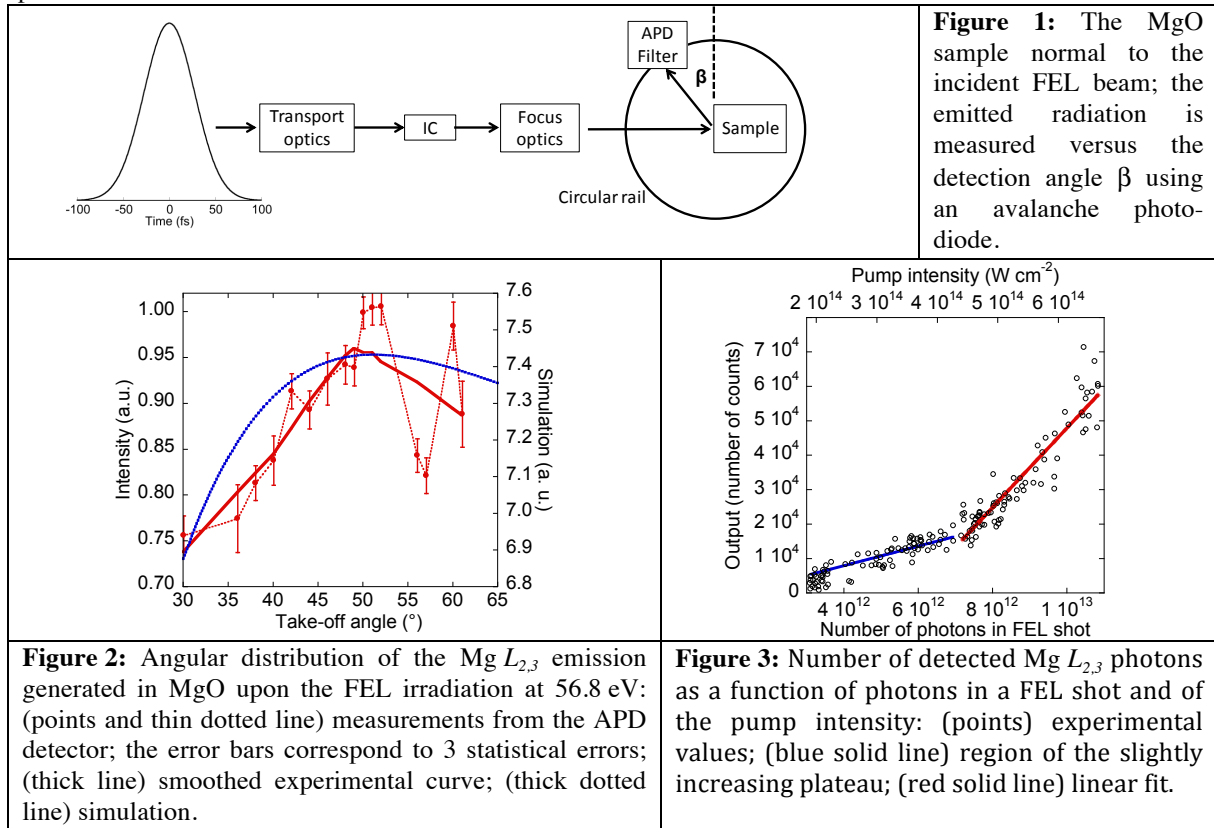 APD
Filter
β
Transport
optics
IC
Focus
optics
Sample
Circular rail
-100 -50 0 50 100
Time (fs)
Figure 1: The MgO
sample normal to
the incident FEL
beam; the
emitted radiation is
measured versus the
detection angle β using
an avalanche photo-
diode.
1.00
0.95
0.90
0.85
0.80
0.75
0.70
Intensity (a.u.)
7.6
7.5
7.4
7.3
7.2
7.1
7.0
6.9
6.8
Simulation (a. u.)
30 35 40 45 50 55 60 65
Take-off angle (°)
Pump intensity (W cm-2)
2 10^14 3 10^14 4 10^14 5 10^14 6 10^14
7 10^4
6 10^4
5 10^4
4 10^4
3 10^4
2 10^4
1 10^4
0
Output (number of counts)
4 10^12 6 10^12 8 10^12 1 10^13
Number of photons in FEL shot
Figure 2: Angular distribution of the Mg L2,3 emission
generated in MgO upon the FEL irradiation at 56.8 eV:
(points and thin dotted line) measurements from the APD
detector; the error bars correspond to 3 statistical errors;
(thick line) smoothed experimental curve; (thick dotted
line) simulation.
Figure 3: Number of detected Mg L2,3 photons
as a function of photons in a FEL shot and of
the pump intensity: (points) experimental
values; (blue solid line) region of the slightly
increasing plateau; (red solid line) linear fit.